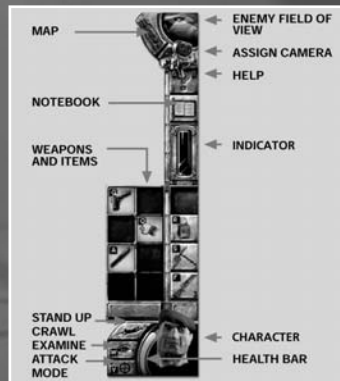 MAP
ENEMY FIELD OF
VIEW
ASSIGN CAMERA
HELP
NOTEBOOK
INDICATOR
WEAPONS
AND ITEMS
STAND UP
CRAWL
EXAMINE
ATTACK
MODE
CHARACTER
HEALTH BAR